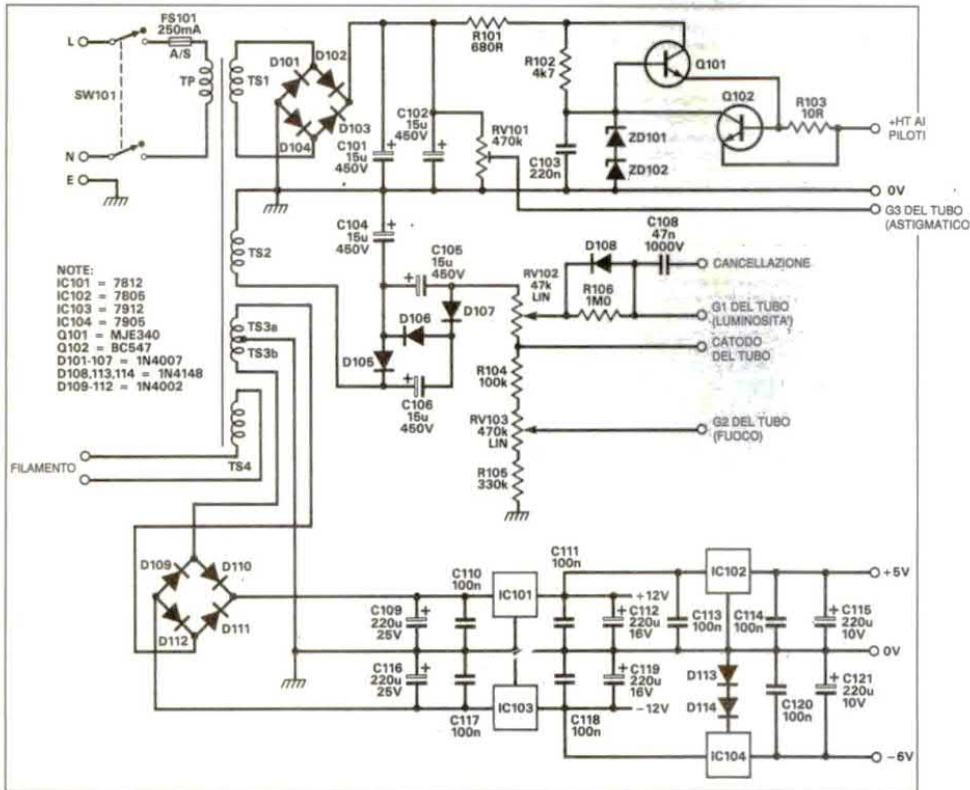 FS101
250mA
A/S
L
SW101
N
E
TP
TS1
D101
D102
D103
D104
C101
15u
450V
C102
15u
450V
R101
680R
RV101
470k
R102
4k7
C103
220n
Q101
ZD101
ZD102
Q102
R103
10R
+HT AI
PILOTI
0V
G3 DEL TUBO
(ASTIGMATICO
TS2
C104
15u
450V
C105
15u
450V
D105
D106
D107
C106
15u
450V
RV102
47k
LIN
D108
C108
47n
1000V
R106
1M0
CANCELLAZIONE
G1 DEL TUBO
(LUMINOSITA')
CATODO
DEL TUBO
R104
100k
RV103
470k
LIN
G2 DEL TUBO
(FUOCO)
R105
330k
NOTE:
IC101 = 7812
IC102 = 7805
IC103 = 7912
IC104 = 7905
Q101 = MJE340
Q102 = BC547
D101-107 = 1N4007
D108,113,114 = 1N4148
D109-112 = 1N4002
TS3a
TS3b
TS4
FILAMENTO
D109
D110
D111
D112
C109
220u
25V
C110
100n
IC101
C111
100n
+12V
C112
220u
16V
C113
100n
IC102
C114
100n
C115
220u
10V
+5V
0V
C116
220u
25V
C117
100n
IC103
C118
100n
C119
220u
16V
-12V
D113
D114
IC104
C120
100n
C121
220u
10V
-6V